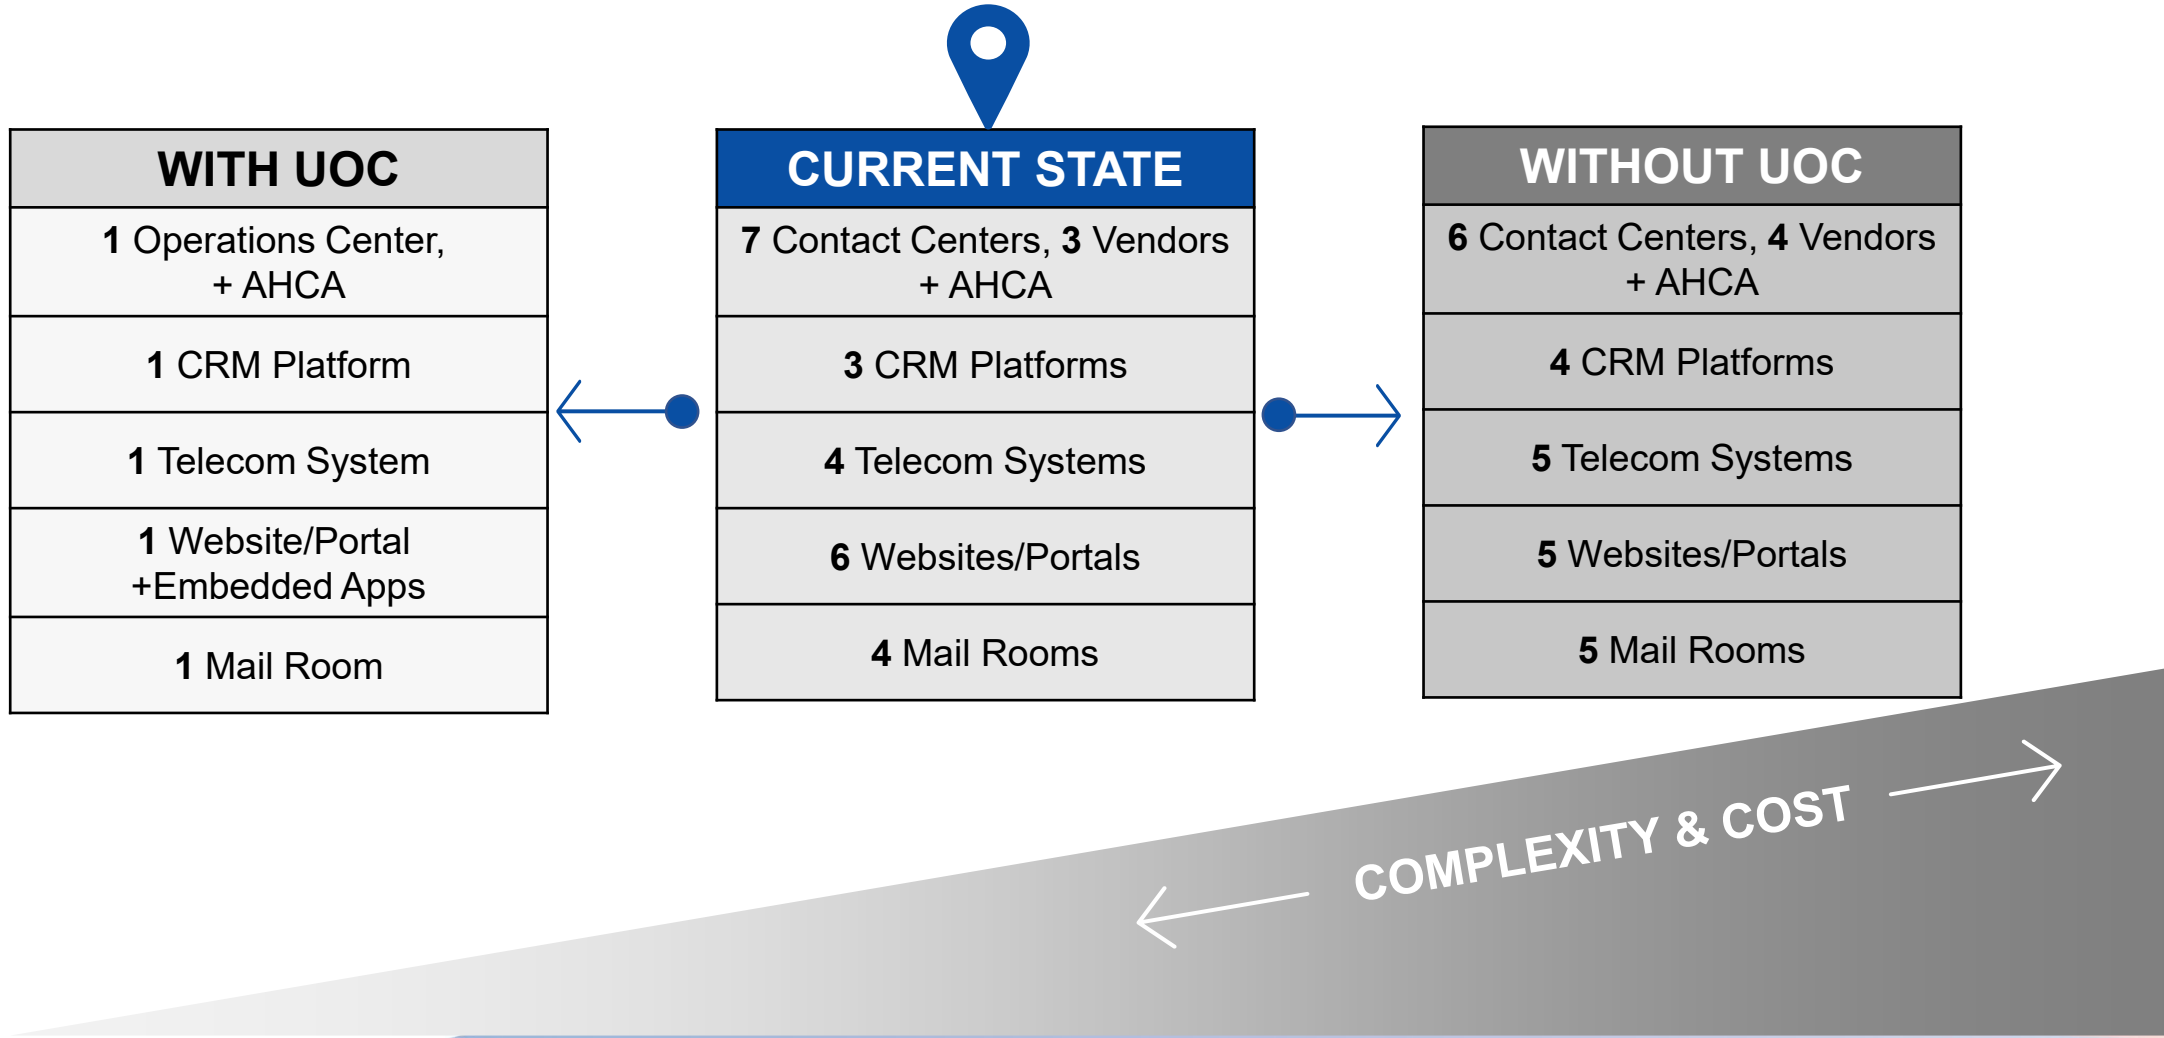 WITH UOC
1 Operations Center,
+ AHCA
1 CRM Platform
1 Telecom System
1 Website/Portal
+Embedded Apps
1 Mail Room
CURRENT STATE
7 Contact Centers, 3 Vendors
+ AHCA
3 CRM Platforms
4 Telecom Systems
6 Websites/Portals
4 Mail Rooms
WITHOUT UOC
6 Contact Centers, 4 Vendors
+ AHCA
4 CRM Platforms
5 Telecom Systems
5 Websites/Portals
5 Mail Rooms
COMPLEXITY & COST